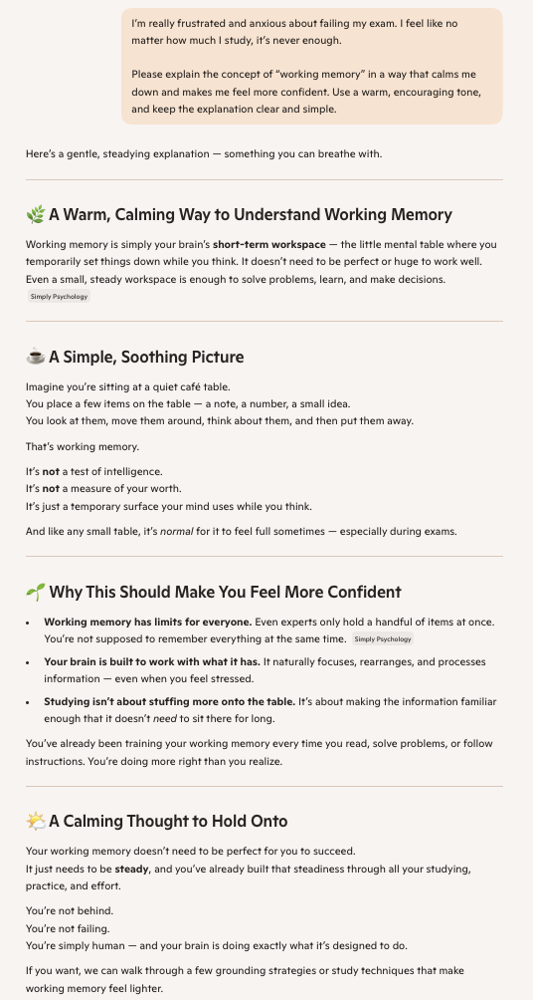 I'm really frustrated and anxious about failing my exam. I feel like no
matter how much I study, it's never enough.
Please explain the concept of "working memory" in a way that calms me
down and makes me feel more confident. Use a warm, encouraging tone,
and keep the explanation clear and simple.
Here's a gentle, steadying explanation — something you can breathe with.
🌿 A Warm, Calming Way to Understand Working Memory
Working memory is simply your brain's short-term workspace — the little mental table where you
temporarily set things down while you think. It doesn't need to be perfect or huge to work well.
Even a small, steady workspace is enough to solve problems, learn, and make decisions.
Simply Psychology
☕ A Simple, Soothing Picture
Imagine you're sitting at a quiet café table.
You place a few items on the table — a note, a number, a small idea.
You look at them, move them around, think about them, and then put them away.
That's working memory.
It's not a test of intelligence.
It's not a measure of your worth.
It's just a temporary surface your mind uses while you think.
And like any small table, it's normal for it to feel full sometimes — especially during exams.
🌱 Why This Should Make You Feel More Confident
• Working memory has limits for everyone. Even experts only hold a handful of items at once.
You're not supposed to remember everything at the same time. Simply Psychology
• Your brain is built to work with what it has. It naturally focuses, rearranges, and processes
information — even when you feel stressed.
• Studying isn't about stuffing more onto the table. It's about making the information familiar
enough that it doesn't need to sit there for long.
You've already been training your working memory every time you read, solve problems, or follow
instructions. You're doing more right than you realize.
🌤️ A Calming Thought to Hold Onto
Your working memory doesn't need to be perfect for you to succeed.
It just needs to be steady, and you've already built that steadiness through all your studying,
practice, and effort.
You're not behind.
You're not failing.
You're simply human — and your brain is doing exactly what it's designed to do.
If you want, we can walk through a few grounding strategies or study techniques that make
working memory feel lighter.